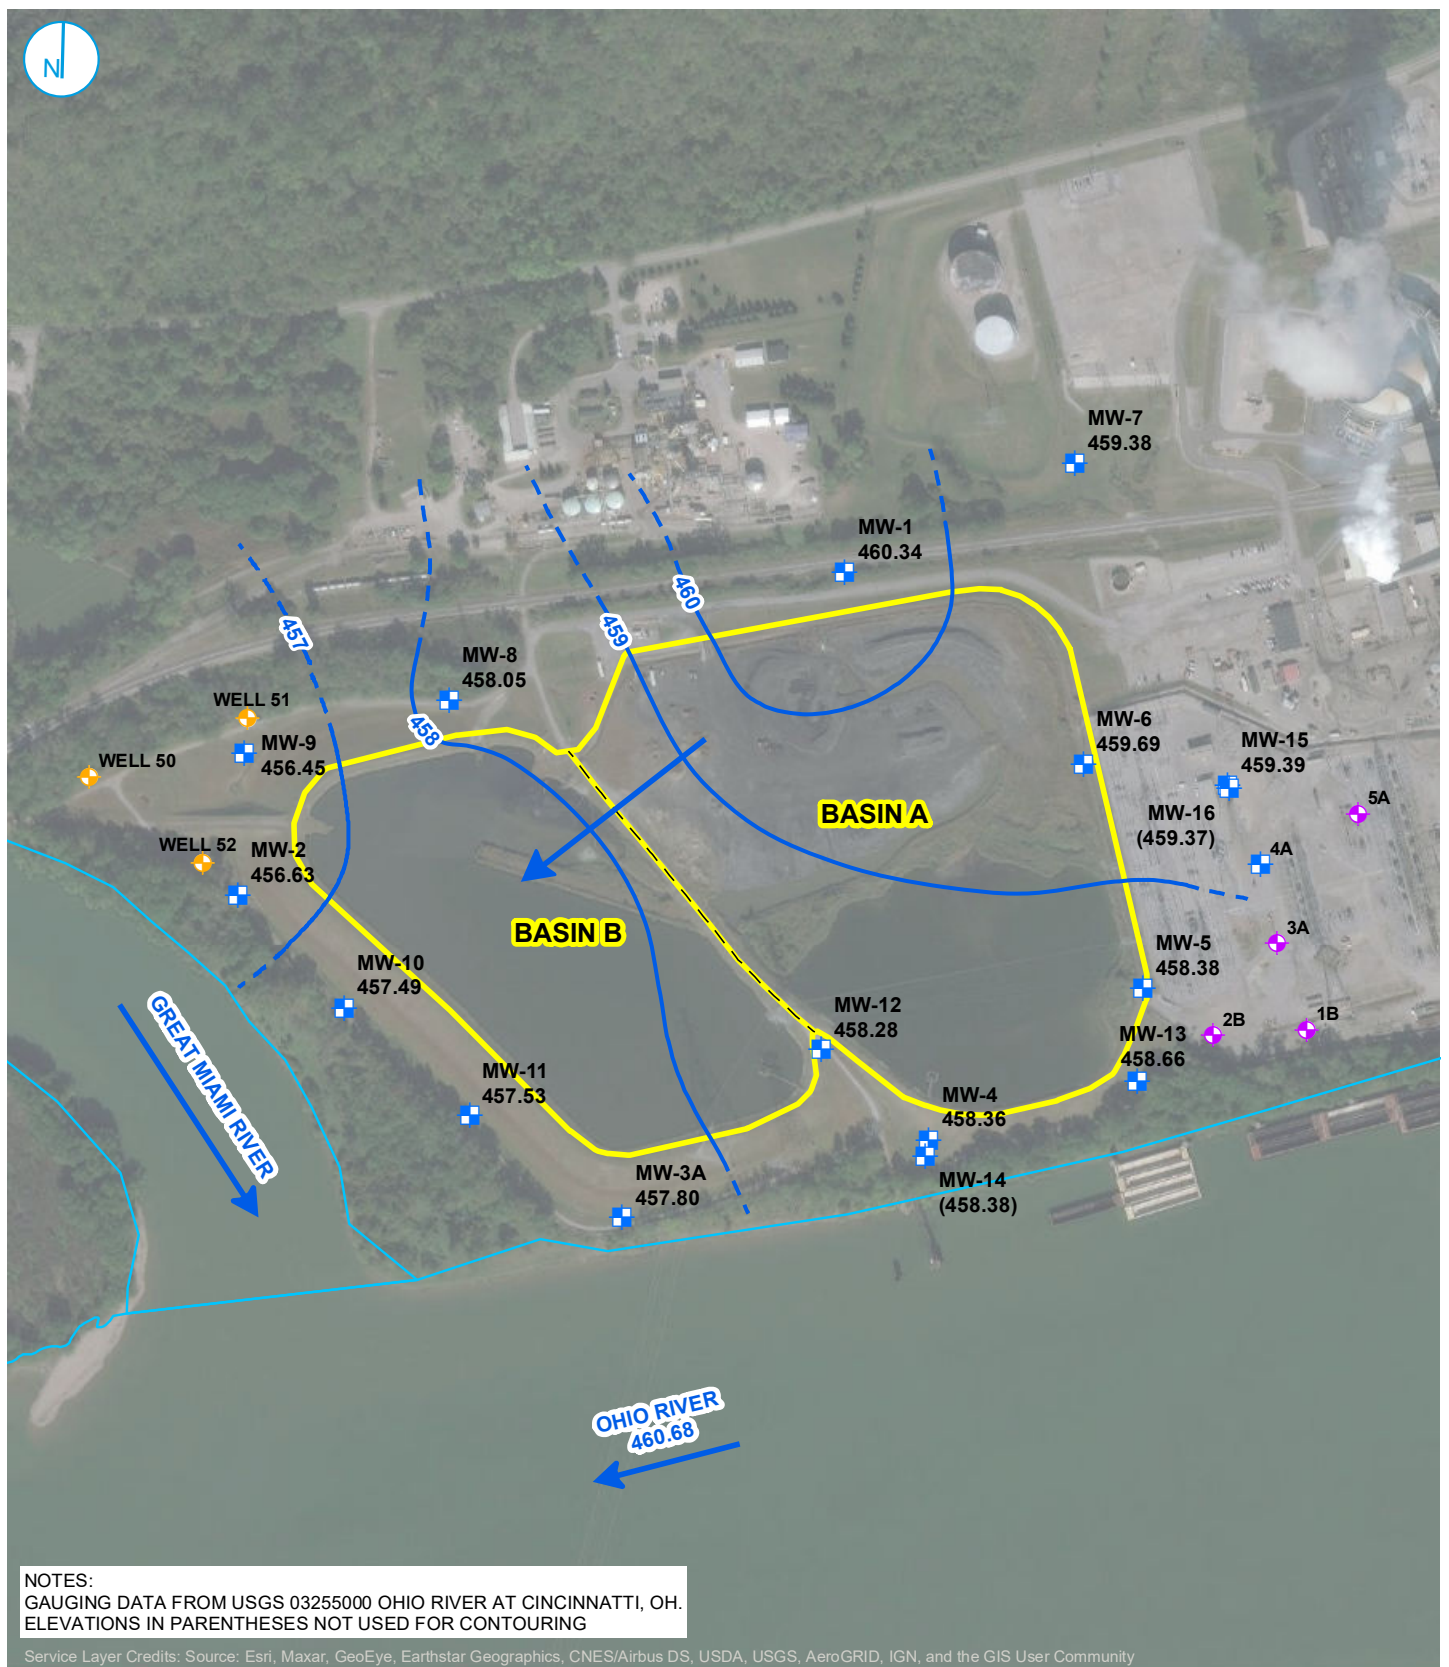 N
MW-7
459.38
MW-1
460.34
460
459
457
MW-8
458.05
458
WELL 51
MW-9
456.45
WELL 50
MW-6
459.69
MW-15
459.39
MW-16
(459.37)
5A
BASIN A
4A
WELL 52
MW-2
456.63
BASIN B
3A
MW-5
458.38
MW-10
457.49
MW-12
458.28
2B
1B
MW-13
458.66
GREAT MIAMI RIVER
MW-11
457.53
MW-4
458.36
MW-3A
457.80
MW-14
(458.38)
OHIO RIVER
460.68
NOTES:
GAUGING DATA FROM USGS 03255000 OHIO RIVER AT CINCINNATTI, OH.
ELEVATIONS IN PARENTHESES NOT USED FOR CONTOURING
Service Layer Credits: Source: Esri, Maxar, GeoEye, Earthstar Geographics, CNES/Airbus DS, USDA, USGS, AeroGRID, IGN, and the GIS User Community